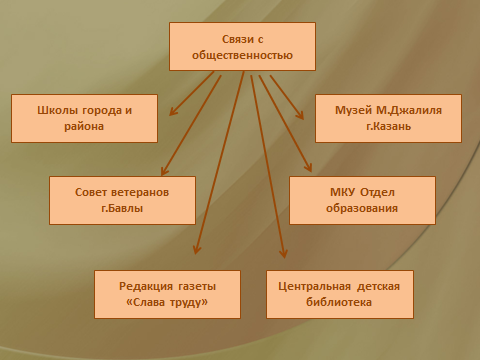 Связи с
общественностью
Школы города и
района
Музей М.Джалиля
г.Казань
Совет ветеранов
г.Бавлы
МКУ Отдел
образования
Редакция газеты
«Слава труду»
Центральная детская
библиотека